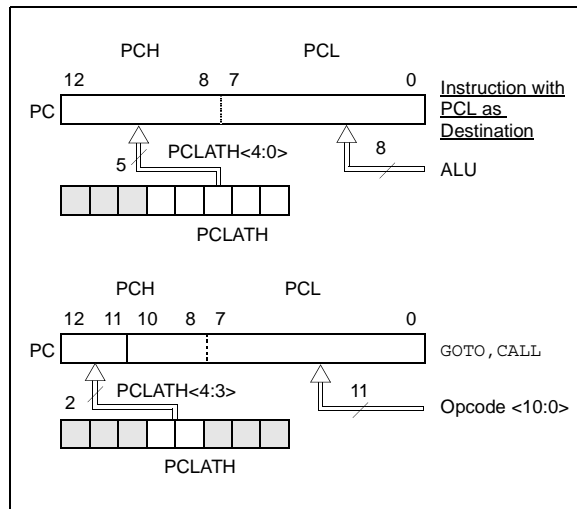 PCH PCL
12 8 7 0
Instruction with
PCL as
Destination
PC
5 PCLATH<4:0> 8
ALU
PCLATH
PCH PCL
12 11 10 8 7 0
PC GOTO, CALL
2 PCLATH<4:3> 11
Opcode <10:0>
PCLATH